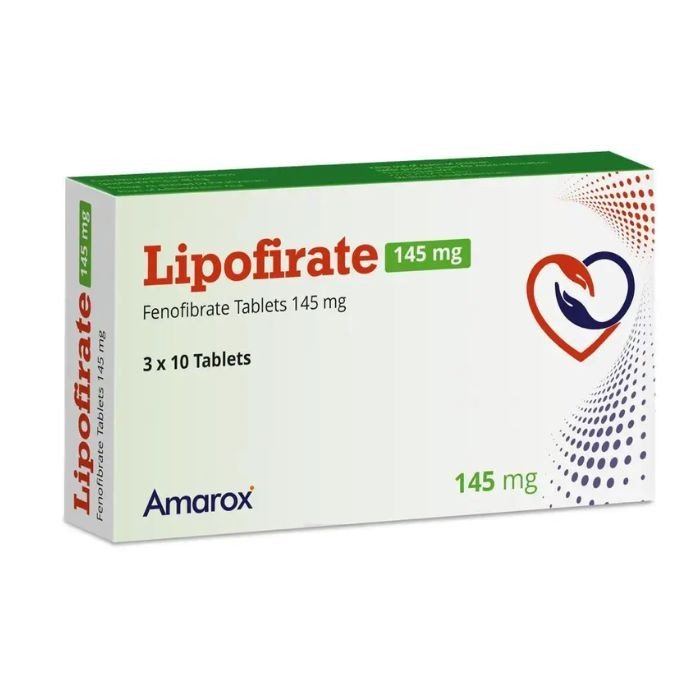 Lipofirate 145 mg
Fenofibrate Tablets 145 mg
3 x 10 Tablets
Amarox
145 mg
Lipofirate 145 mg
Fenofibrate Tablets 145 mg